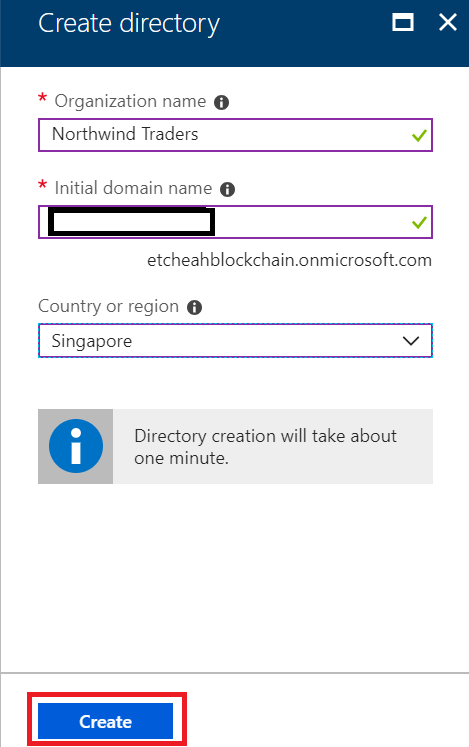 Create directory
* Organization name
Northwind Traders
* Initial domain name
etcheahblockchain.onmicrosoft.com
Country or region
Singapore
Directory creation will take about
one minute.
Create